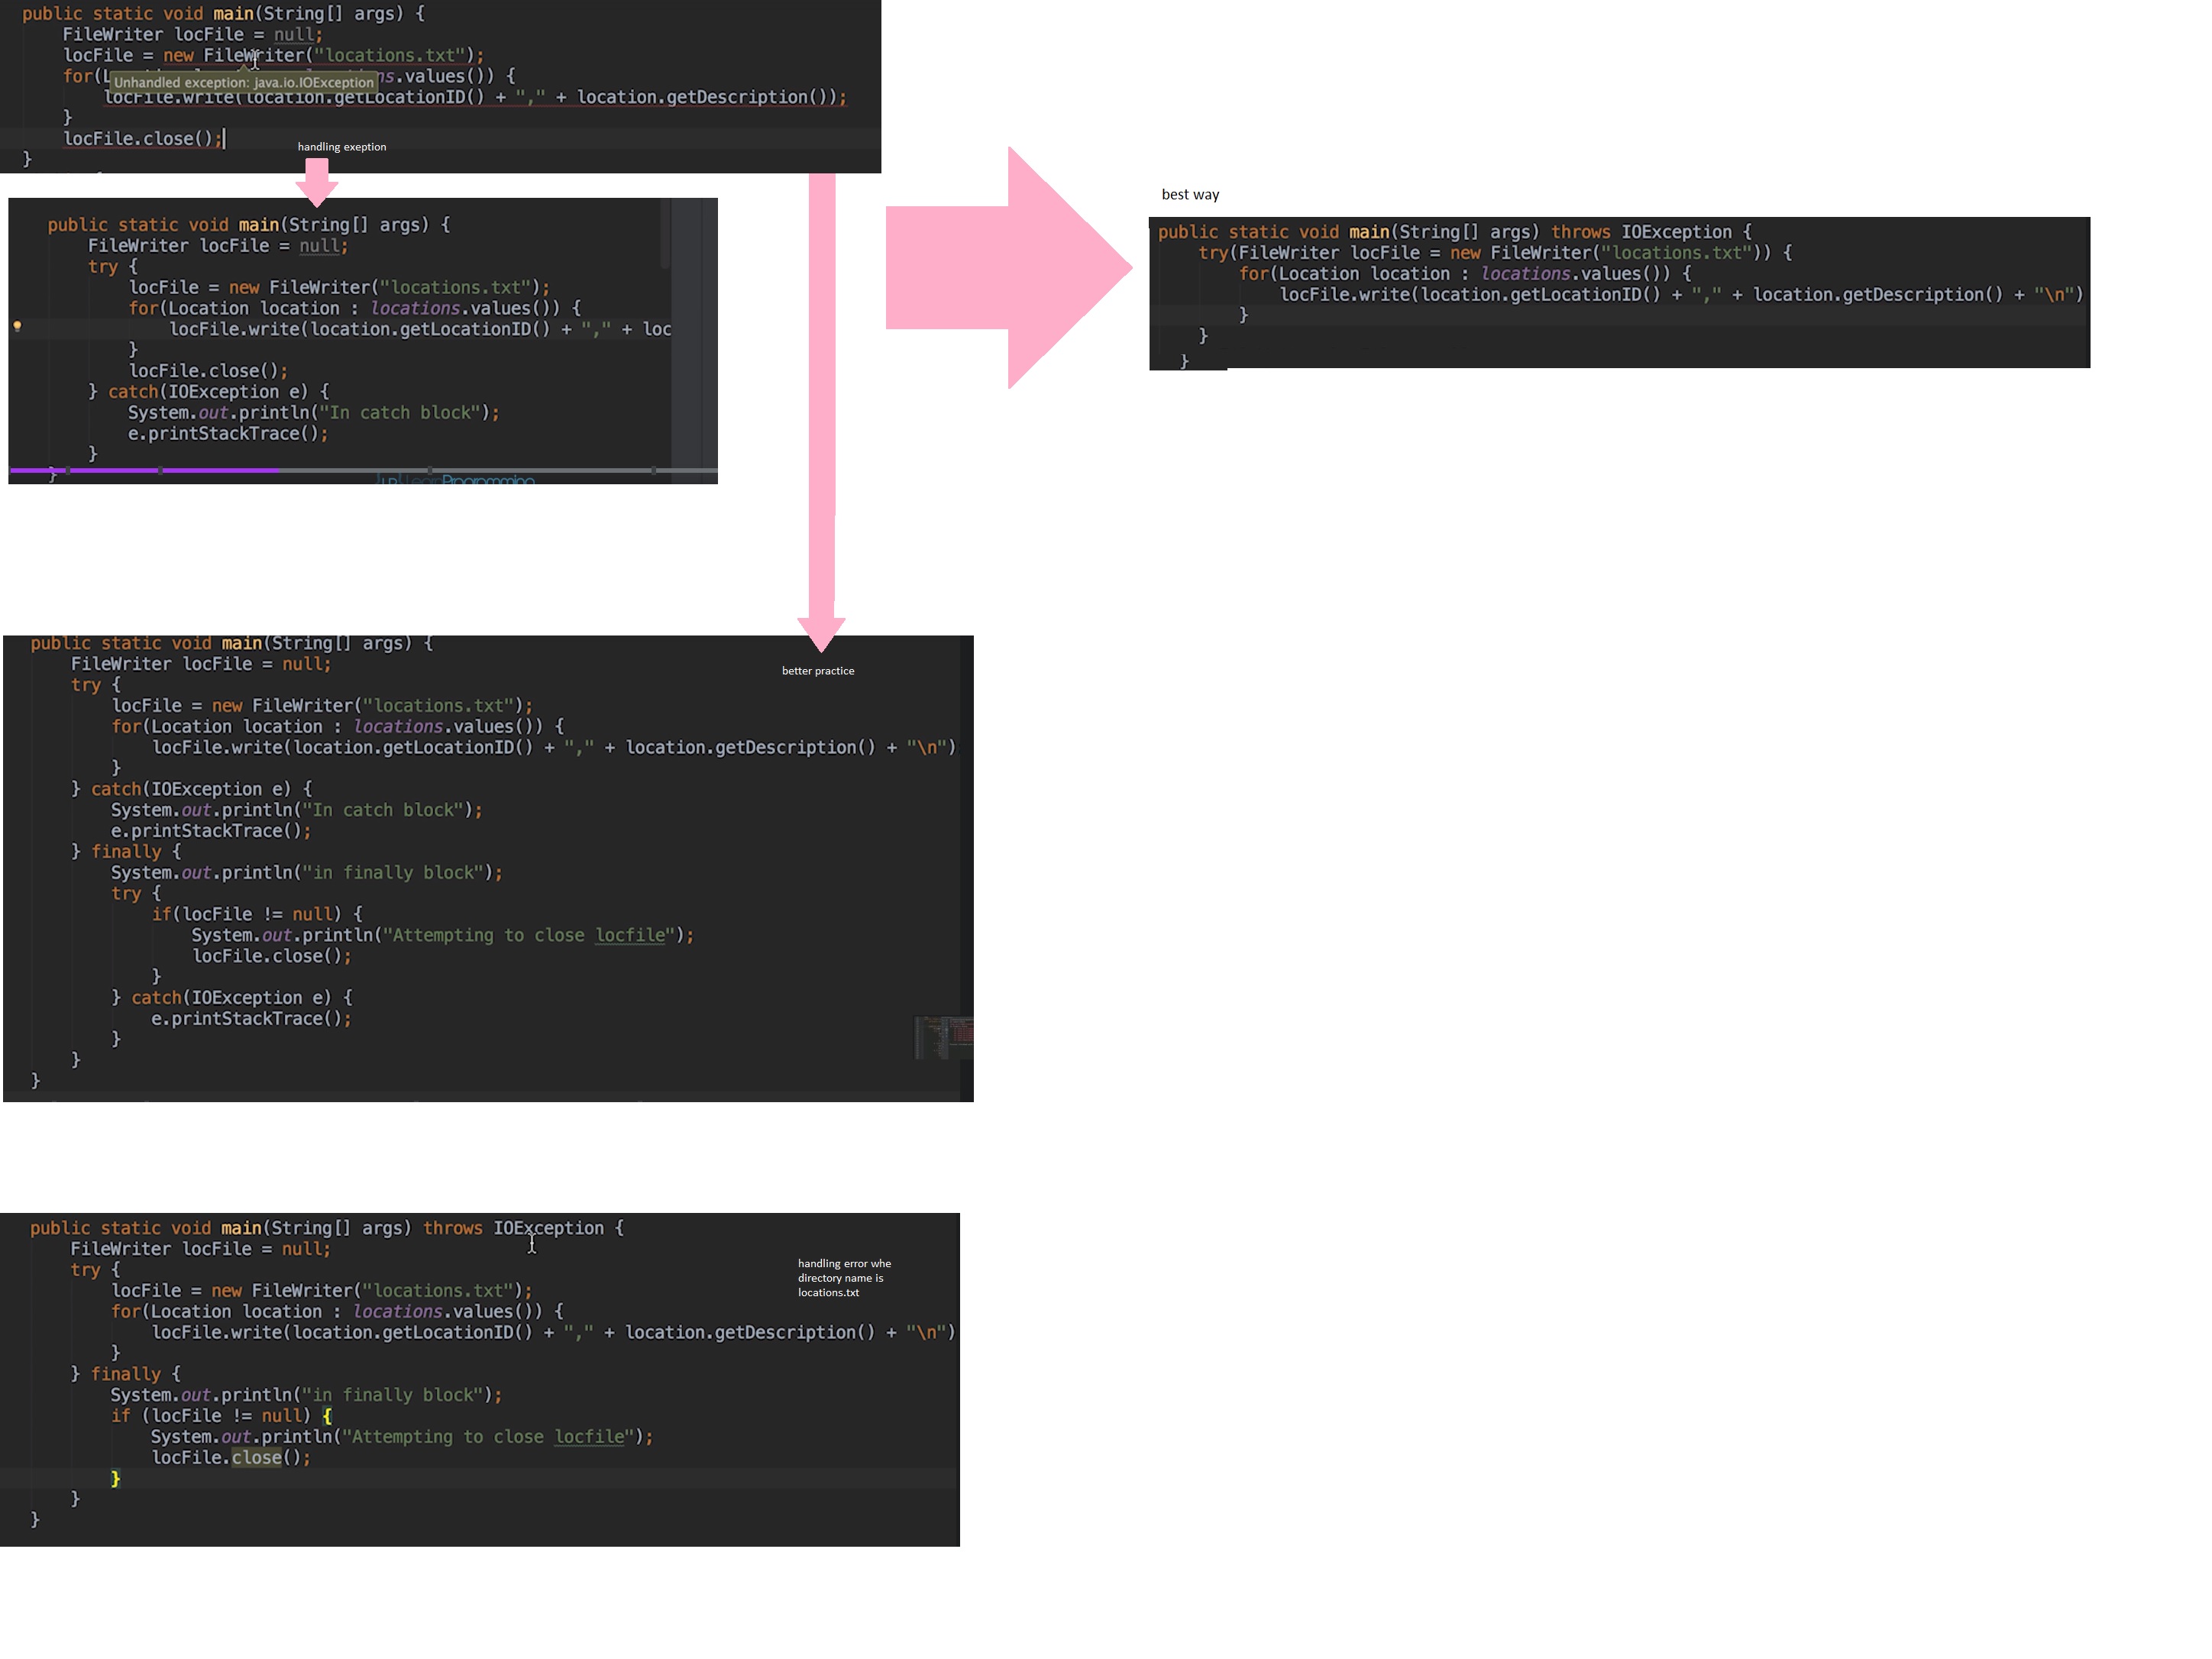 public static void main(String[] args) {
FileWriter locFile = null;
locFile = new FileWriter("locations.txt");
for(L ns.values()) {
Unhandled exception: java.io.IOException
locFile.write(location.getLocationID() + "," + location.getDescription());
}
locFile.close();
}
handling exeption
public static void main(String[] args) {
FileWriter locFile = null;
try {
locFile = new FileWriter("locations.txt");
for(Location location : locations.values()) {
locFile.write(location.getLocationID() + "," + loc
}
locFile.close();
} catch(IOException e) {
System.out.println("In catch block");
e.printStackTrace();
}
}
best way
public static void main(String[] args) throws IOException {
try(FileWriter locFile = new FileWriter("locations.txt")) {
for(Location location : locations.values()) {
locFile.write(location.getLocationID() + "," + location.getDescription() + "\n")
}
}
}
better practice
public static void main(String[] args) {
FileWriter locFile = null;
try {
locFile = new FileWriter("locations.txt");
for(Location location : locations.values()) {
locFile.write(location.getLocationID() + "," + location.getDescription() + "\n")
}
} catch(IOException e) {
System.out.println("In catch block");
e.printStackTrace();
} finally {
System.out.println("in finally block");
try {
if(locFile != null) {
System.out.println("Attempting to close locfile");
locFile.close();
}
} catch(IOException e) {
e.printStackTrace();
}
}
}
public static void main(String[] args) throws IOException {
FileWriter locFile = null;
try {
locFile = new FileWriter("locations.txt");
for(Location location : locations.values()) {
locFile.write(location.getLocationID() + "," + location.getDescription() + "\n")
}
} finally {
System.out.println("in finally block");
if (locFile != null) {
System.out.println("Attempting to close locfile");
locFile.close();
}
}
}
handling error whe
directory name is
locations.txt